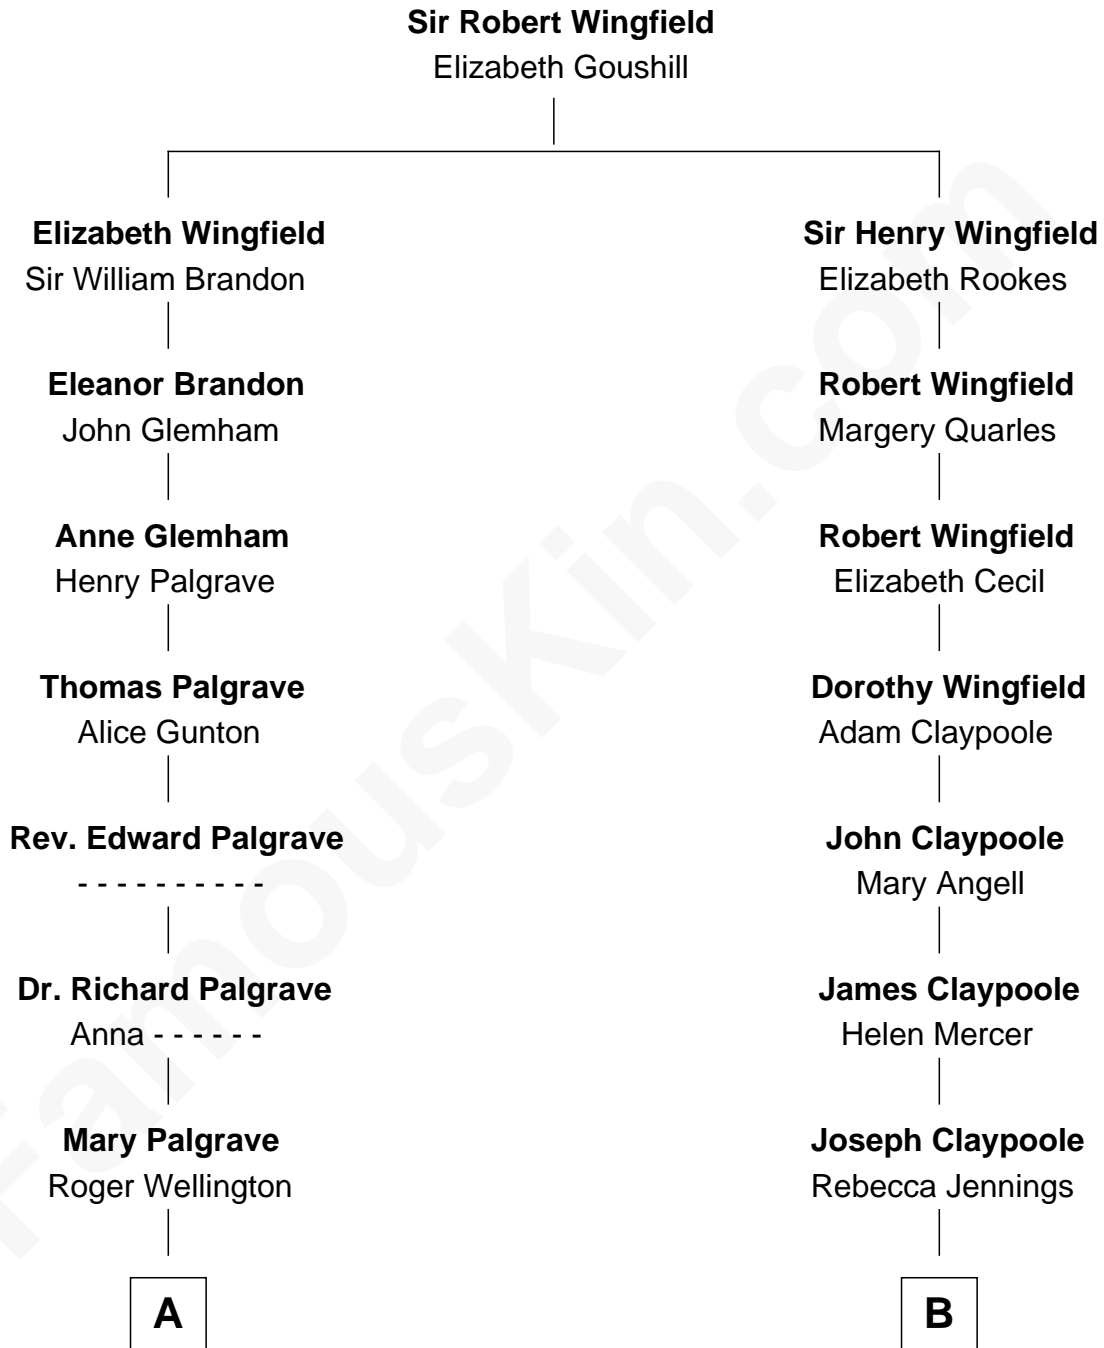 Sir Robert Wingfield
Elizabeth Goushill
Elizabeth Wingfield
Sir William Brandon
Sir Henry Wingfield
Elizabeth Rookes
Eleanor Brandon
John Glemham
Robert Wingfield
Margery Quarles
Anne Glemham
Henry Palgrave
Robert Wingfield
Elizabeth Cecil
Thomas Palgrave
Alice Gunton
Dorothy Wingfield
Adam Claypoole
Rev. Edward Palgrave
- - - - - - - - - -
John Claypoole
Mary Angell
Dr. Richard Palgrave
Anna - - - - - -
James Claypoole
Helen Mercer
Mary Palgrave
Roger Wellington
Joseph Claypoole
Rebecca Jennings
A
B
FamousKin.com